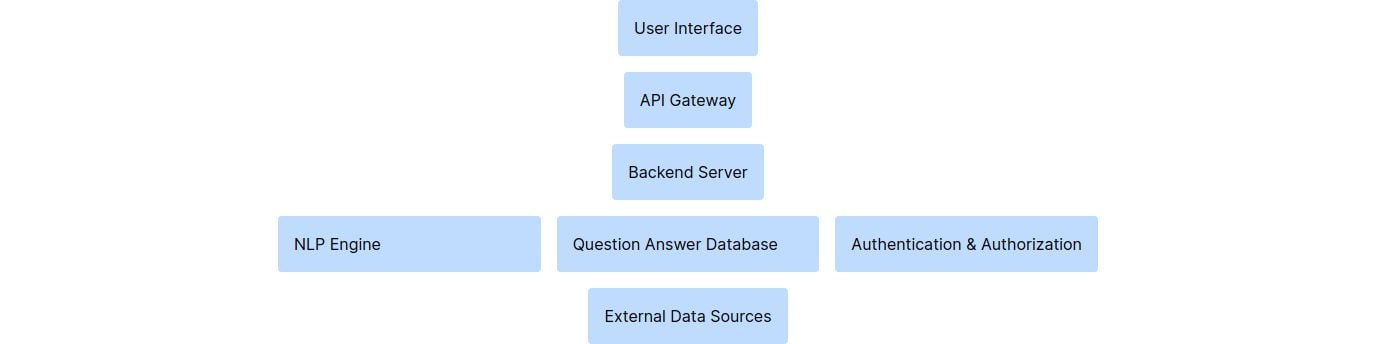 User Interface
API Gateway
Backend Server
NLP Engine
Question Answer Database
Authentication & Authorization
External Data Sources